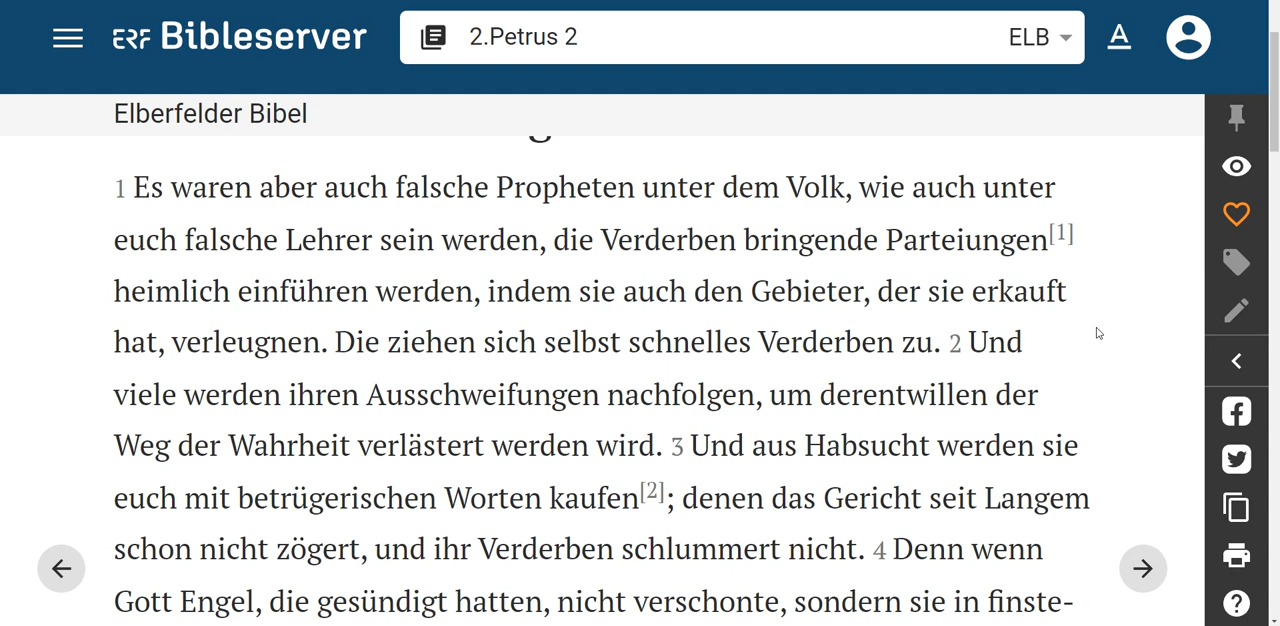 ERF Bibleserver
2.Petrus 2
ELB
A
Elberfelder Bibel
1 Es waren aber auch falsche Propheten unter dem Volk, wie auch unter
euch falsche Lehrer sein werden, die Verderben bringende Parteiungen[1]
heimlich einführen werden, indem sie auch den Gebieter, der sie erkauft
hat, verleugnen. Die ziehen sich selbst schnelles Verderben zu. 2 Und
viele werden ihren Ausschweifungen nachfolgen, um derentwillen der
Weg der Wahrheit verlästert werden wird. 3 Und aus Habsucht werden sie
euch mit betrügerischen Worten kaufen[2]; denen das Gericht seit Langem
schon nicht zögert, und ihr Verderben schlummert nicht. 4 Denn wenn
Gott Engel, die gesündigt hatten, nicht verschonte, sondern sie in finste-